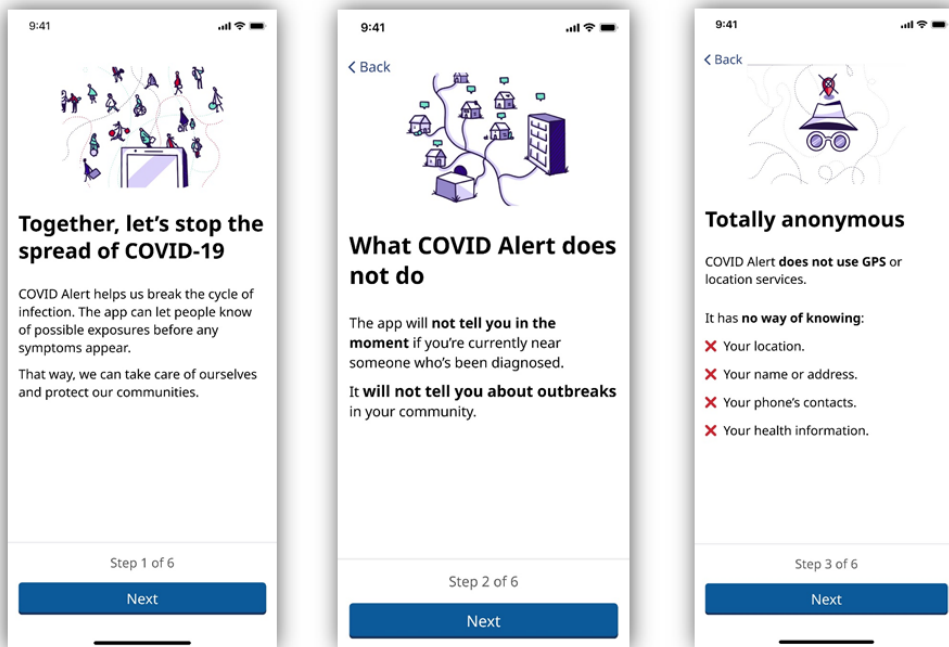 9:41
Together, let's stop the
spread of COVID-19
COVID Alert helps us break the cycle of
infection. The app can let people know
of possible exposures before any
symptoms appear.
That way, we can take care of ourselves
and protect our communities.
Step 1 of 6
Next
9:41
Back
What COVID Alert does
not do
The app will not tell you in the
moment if you're currently near
someone who's been diagnosed.
It will not tell you about outbreaks
in your community.
Step 2 of 6
Next
9:41
Back
Totally anonymous
COVID Alert does not use GPS or
location services.
It has no way of knowing:
Your location.
Your name or address.
Your phone's contacts.
Your health information.
Step 3 of 6
Next